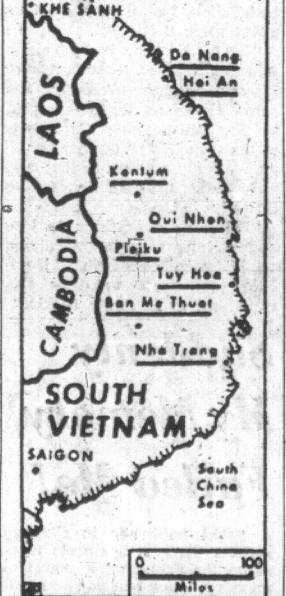 KHE SANH
Da Nang
Hoi An
LAOS
Kontum
Qui Nhon
Pleiku
CAMBODIA
Tuy Hoa
Ban Me Thuot
Nha Trang
SOUTH
VIETNAM
SAIGON
South
China
Sea
0 100
Miles